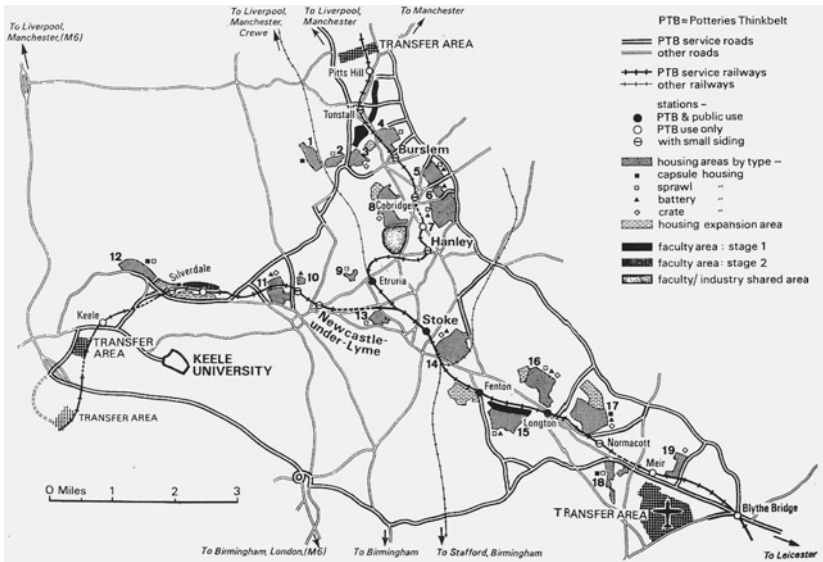 To Liverpool,
Manchester,
Crewe
To Liverpool,
Manchester
To Manchester
To Liverpool,
Manchester,(M6)
TRANSFER AREA
Pitts Hill
Tunstall
4
Burslem
1
2
3
5
6
8
Cobridge
7
Hanley
12
Silverdale
11
10
9
Etruria
Keele
Newcastle-
under-Lyme
13
Stoke
TRANSFER
AREA
KEELE
UNIVERSITY
14
TRANSFER AREA
Fenton
16
15
Longton
17
Normacott
Meir
19
18
TRANSFER AREA
Blythe Bridge
0 Miles
1
2
3
To Birmingham, London,(M6)
To Birmingham
To Stafford, Birmingham
To Leicester
PTB= Potteries Thinkbelt
PTB service roads
other roads
PTB service railways
other railways
stations –
PTB & public use
PTB use only
with small siding
housing areas by type –
capsule housing
sprawl "
battery "
crate "
housing expansion area
faculty area : stage 1
faculty area: stage 2
faculty/ industry shared area